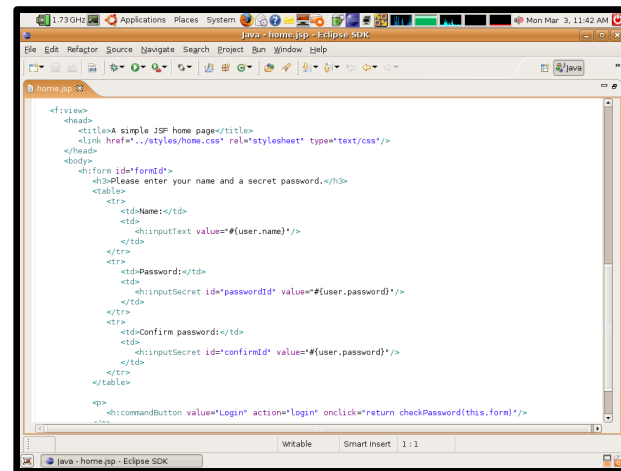 1.73 GHz Applications Places System Mon Mar 3, 11:42 AM
Java - home.jsp - Eclipse SDK
File Edit Refactor Source Navigate Search Project Run Window Help
Java
home.jsp
<f:view>
<head>
<title>A simple JSF home page</title>
<link href="../styles/home.css" rel="stylesheet" type="text/css"/>
</head>
<body>
<h:form id="formId">
<h3>Please enter your name and a secret password.</h3>
<table>
<tr>
<td>Name:</td>
<td>
<h:inputText value="#{user.name}"/>
</td>
</tr>
<tr>
<td>Password:</td>
<td>
<h:inputSecret id="passwordId" value="#{user.password}"/>
</td>
</tr>
<tr>
<td>Confirm password:</td>
<td>
<h:inputSecret id="confirmId" value="#{user.password}"/>
</td>
</tr>
</table>
<p>
<h:commandButton value="Login" action="login" onclick="return checkPassword(this.form)"/>
</p>
Writable Smart Insert 1 : 1
Java - home.jsp - Eclipse SDK